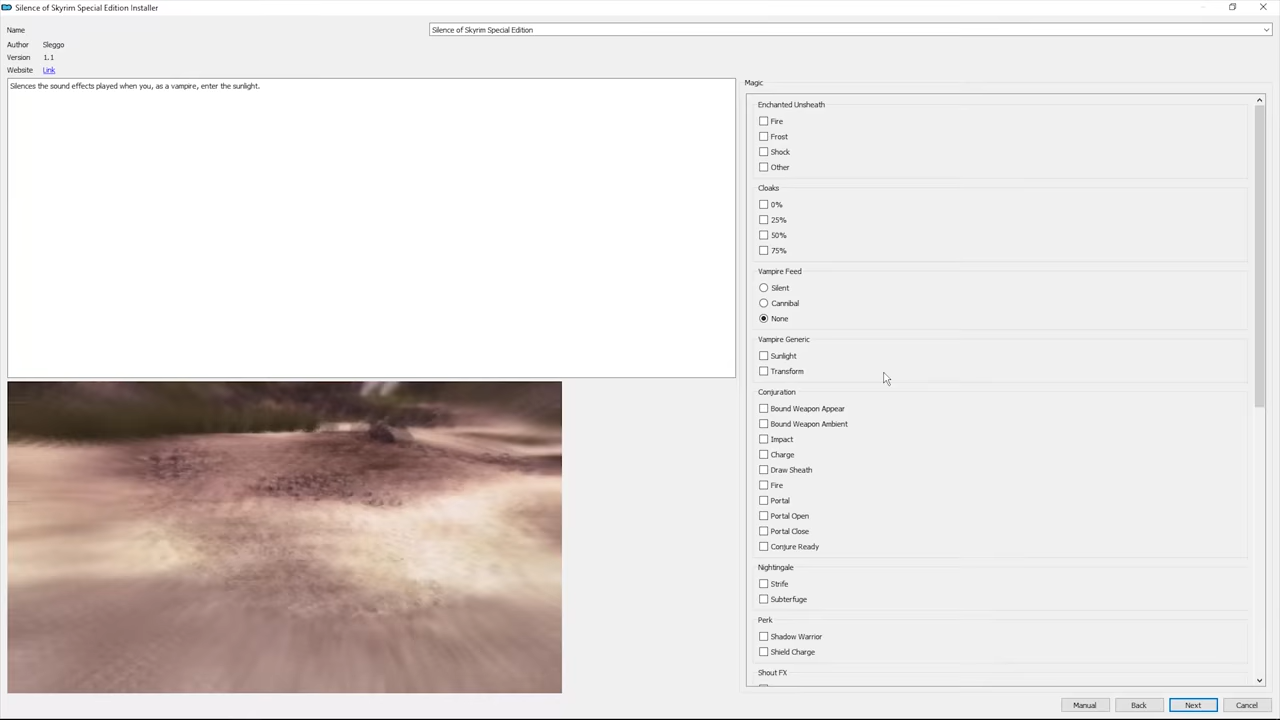 Silence of Skyrim Special Edition Installer
Name
Silence of Skyrim Special Edition
Author Sleggo
Version 1.1
Website Link
Silences the sound effects played when you, as a vampire, enter the sunlight.
Magic
Enchanted Unsheath
Fire
Frost
Shock
Other
Cloaks
0%
25%
50%
75%
Vampire Feed
Silent
Cannibal
None
Vampire Generic
Sunlight
Transform
Conjuration
Bound Weapon Appear
Bound Weapon Ambient
Impact
Charge
Draw Sheath
Fire
Portal
Portal Open
Portal Close
Conjure Ready
Nightingale
Strife
Subterfuge
Perk
Shadow Warrior
Shield Charge
Shout FX
Manual Back Next Cancel